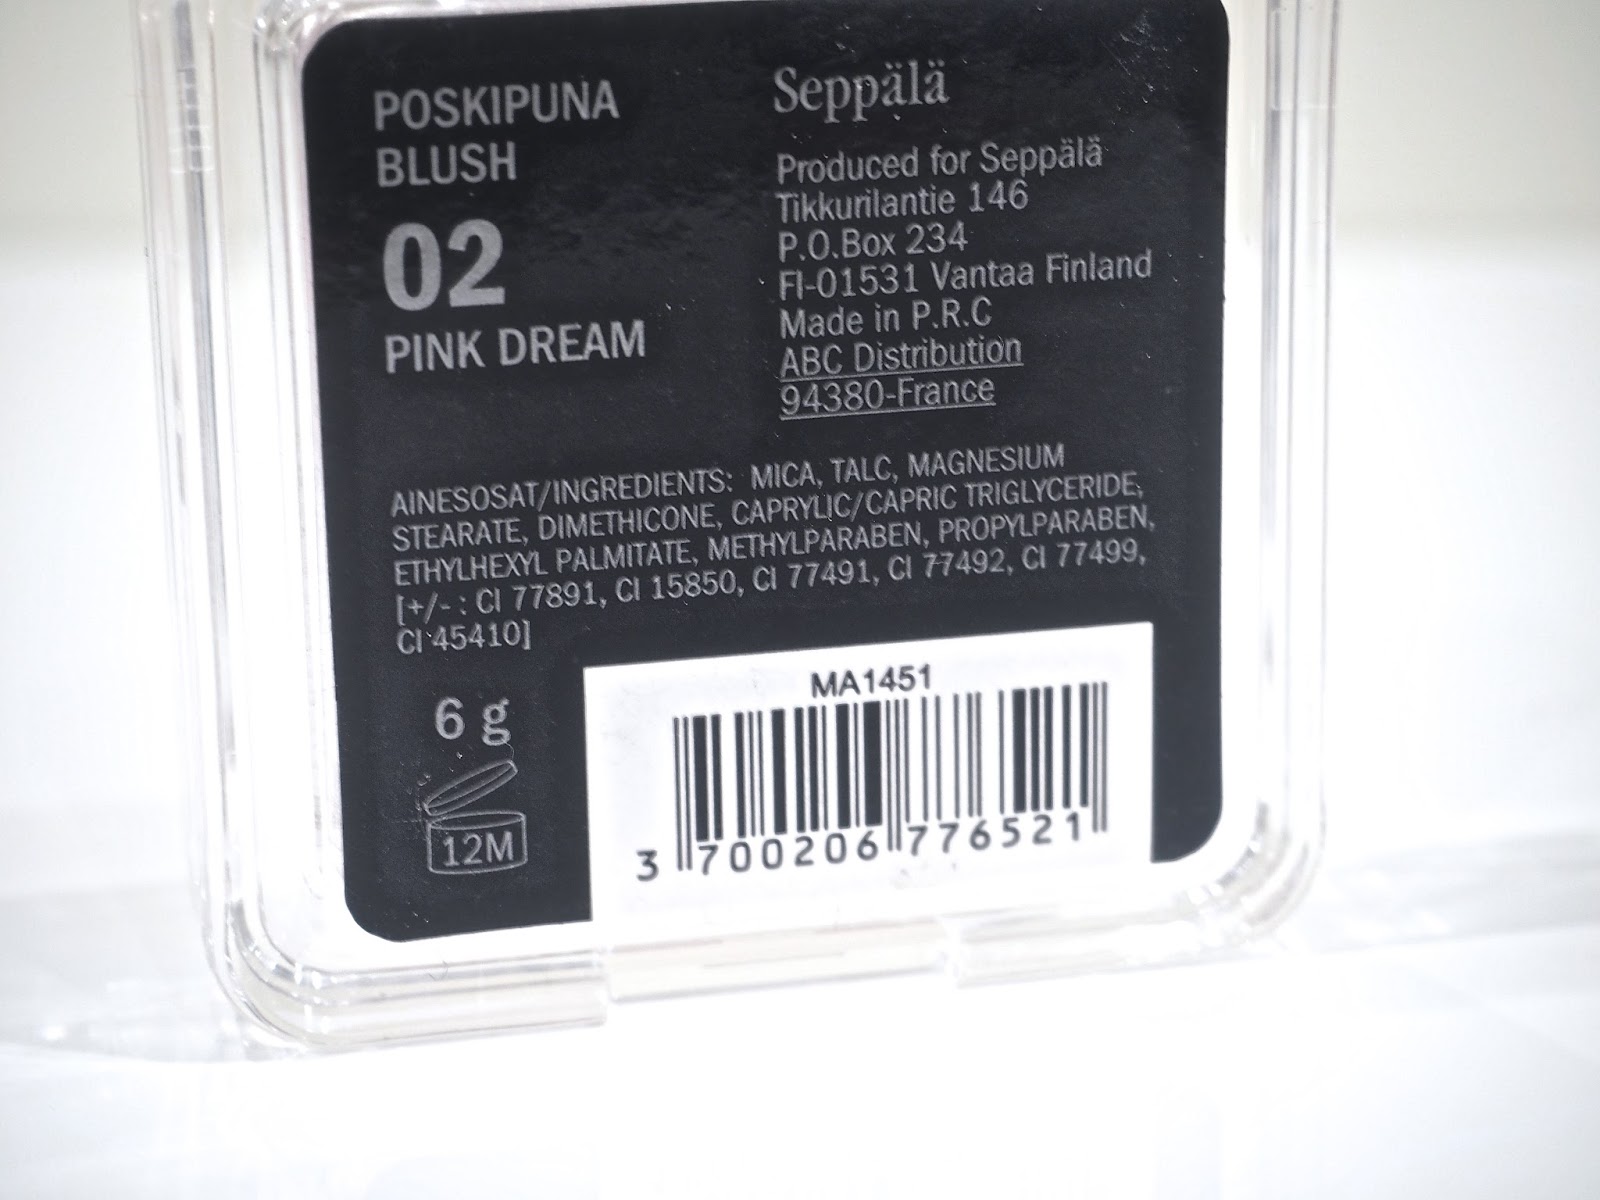 POSKIPUNA
BLUSH
02
PINK DREAM
Seppälä
Produced for Seppälä
Tikkurilantie 146
P.O.Box 234
FI-01531 Vantaa Finland
Made in P.R.C
ABC Distribution
94380-France
AINESOSAT/INGREDIENTS: MICA, TALC, MAGNESIUM
STEARATE, DIMETHICONE, CAPRYLIC/CAPRIC TRIGLYCERIDE,
ETHYLHEXYL PALMITATE, METHYLPARABEN, PROPYLPARABEN,
[+/- : CI 77891, CI 15850, CI 77491, CI 77492, CI 77499,
CI 45410]
6 g
12M
MA1451
3 700206 776521